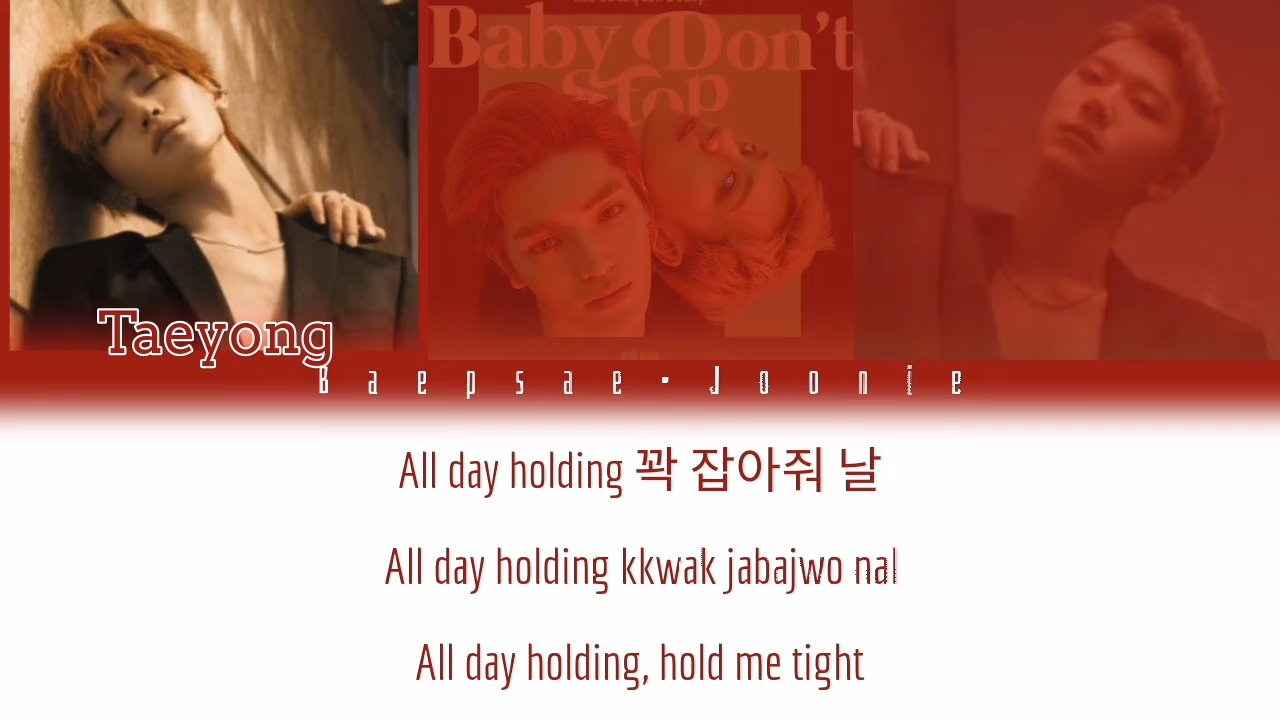 Baby Don't
Stop
Taeyong
Baepsae•Joonie
All day holding 꽉 잡아줘 날
All day holding kkwak jabajwo nal
All day holding, hold me tight